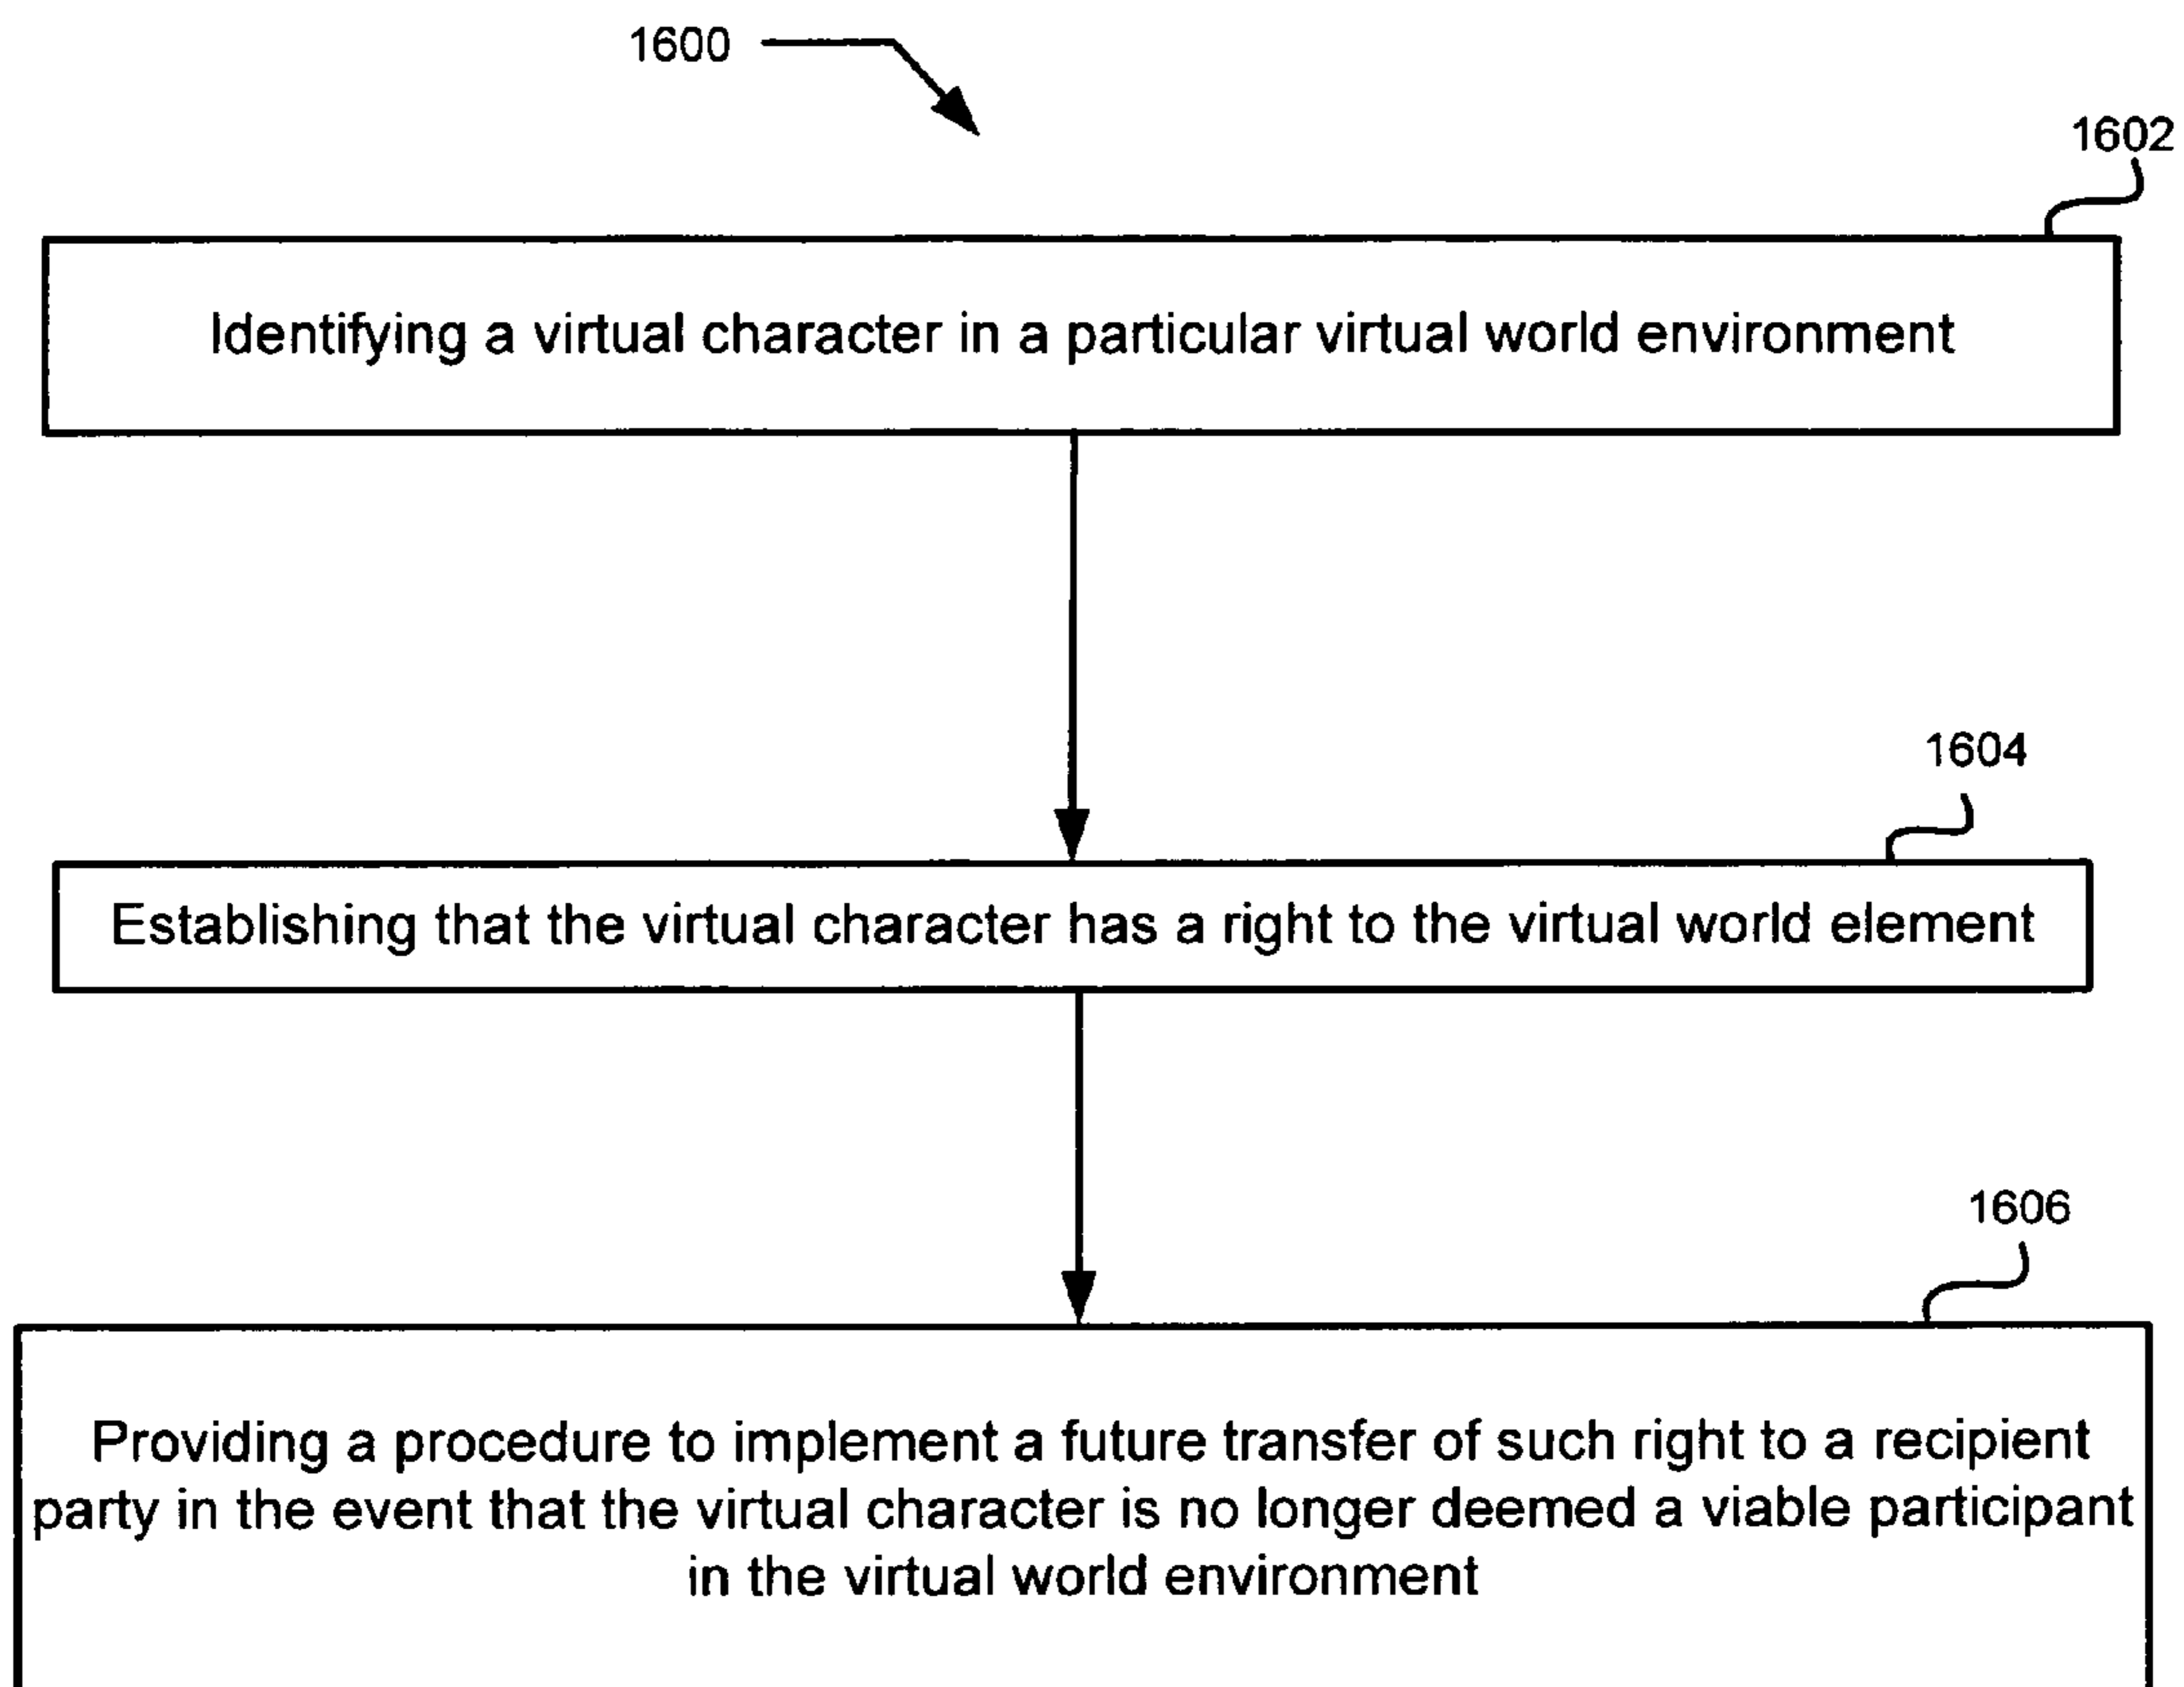 1600
1602
Identifying a virtual character in a particular virtual world environment
1604
Establishing that the virtual character has a right to the virtual world element
1606
Providing a procedure to implement a future transfer of such right to a recipient
party in the event that the virtual character is no longer deemed a viable participant
in the virtual world environment